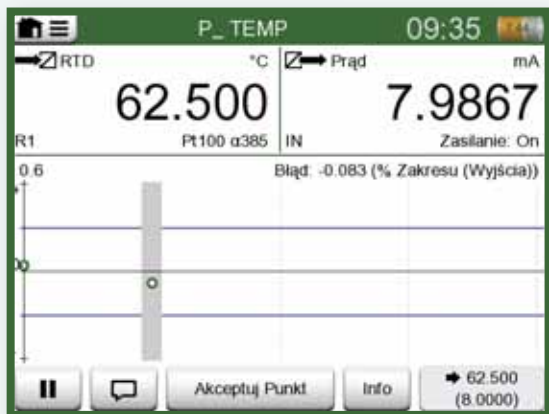 P_ TEMP 09:35
RTD °C
62.500
R1 Pt100 α385
Prąd mA
7.9867
IN Zasilanie: On
0.6 Błąd: -0.083 (% Zakresu (Wyjścia))
Akceptuj Punkt Info 62.500
(8.0000)